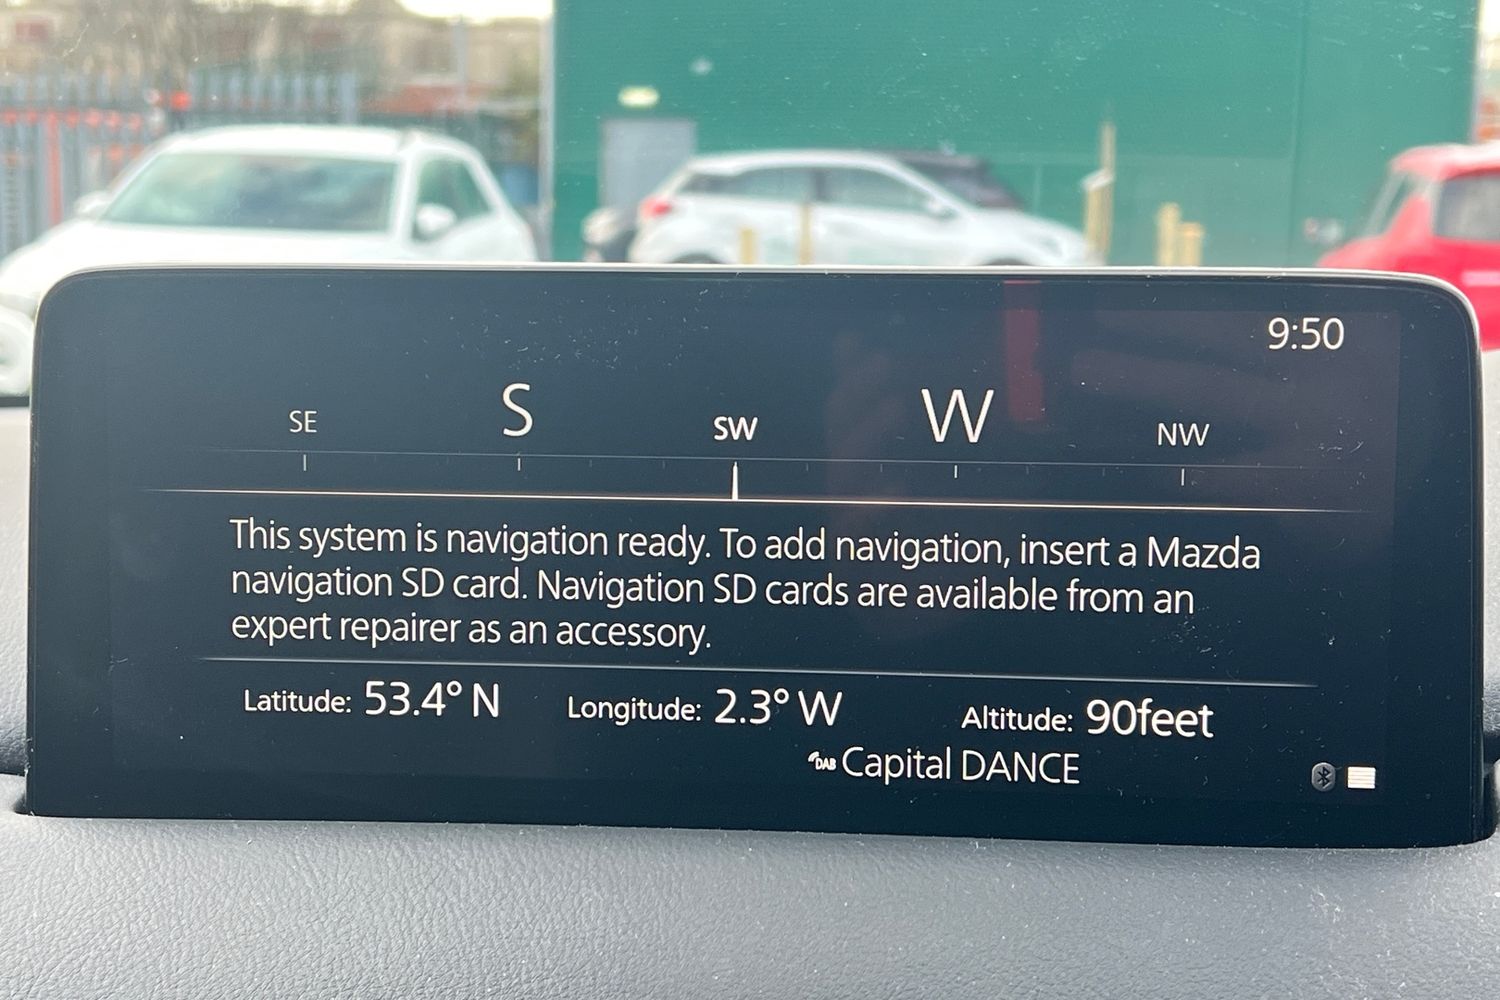 9:50
SE S SW W NW
This system is navigation ready. To add navigation, insert a Mazda
navigation SD card. Navigation SD cards are available from an
expert repairer as an accessory.
Latitude: 53.4° N Longitude: 2.3° W Altitude: 90feet
DAB Capital DANCE